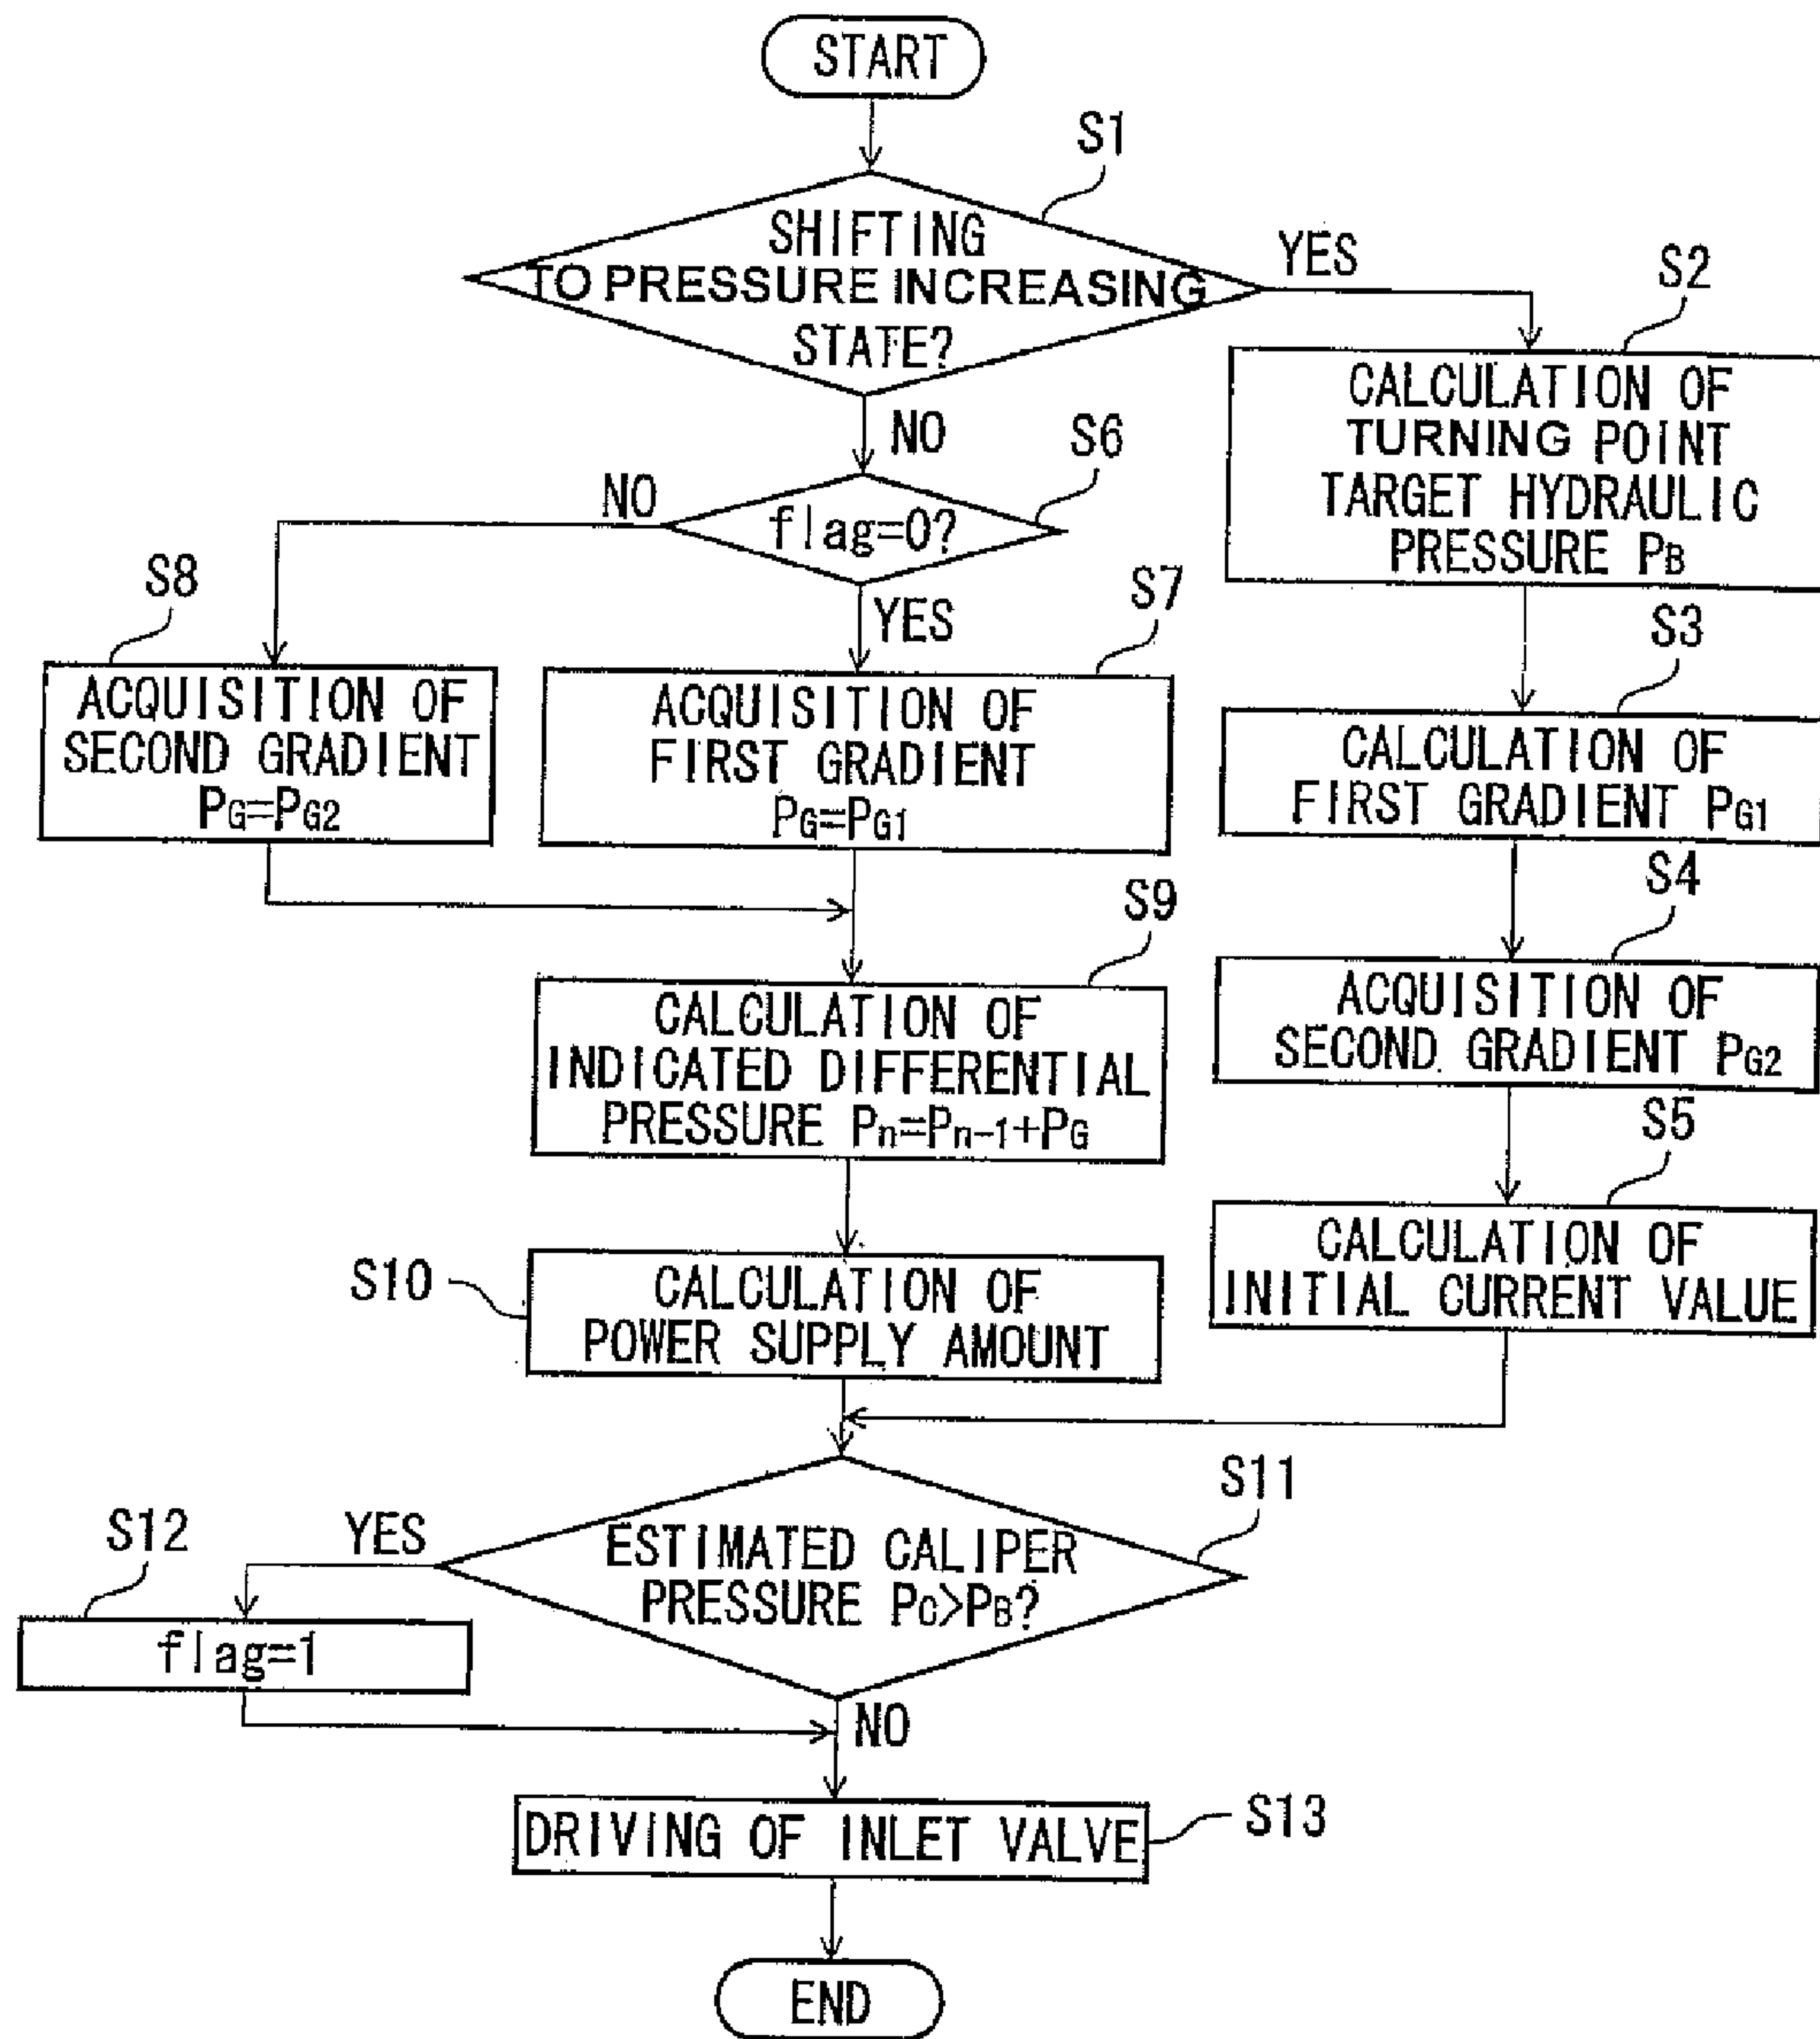 START
S1
SHIFTING
TO PRESSURE INCREASING
STATE?
YES
NO
S2
CALCULATION OF
TURNING POINT
TARGET HYDRAULIC
PRESSURE PB
S6
flag=0?
NO
YES
S3
CALCULATION OF
FIRST GRADIENT PG1
S8
ACQUISITION OF
SECOND GRADIENT
PG=PG2
S7
ACQUISITION OF
FIRST GRADIENT
PG=PG1
S4
ACQUISITION OF
SECOND GRADIENT PG2
S9
CALCULATION OF
INDICATED DIFFERENTIAL
PRESSURE Pn=Pn-1+PG
S5
CALCULATION OF
INITIAL CURRENT VALUE
S10
CALCULATION OF
POWER SUPPLY AMOUNT
S11
ESTIMATED CALIPER
PRESSURE PC>PB?
YES
NO
S12
flag=1
S13
DRIVING OF INLET VALVE
END